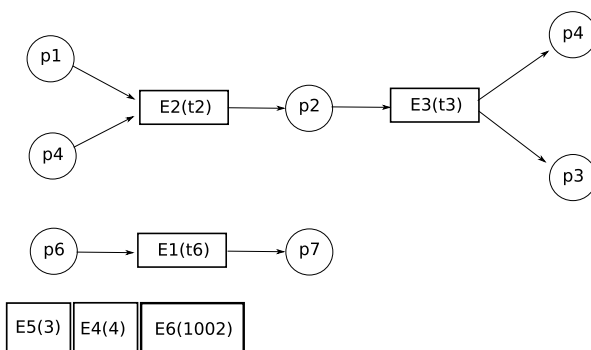 p1
p4
E2(t2)
p2
E3(t3)
p4
p3
p6
E1(t6)
p7
E5(3)
E4(4)
E6(1002)